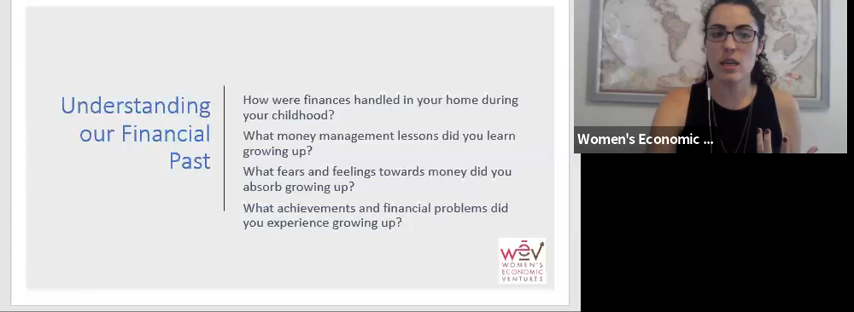 Understanding
our Financial
Past
How were finances handled in your home during
your childhood?
What money management lessons did you learn
growing up?
What fears and feelings towards money did you
absorb growing up?
What achievements and financial problems did
you experience growing up?
WEV
WOMEN'S
ECONOMIC
VENTURES
Women's Economic ...